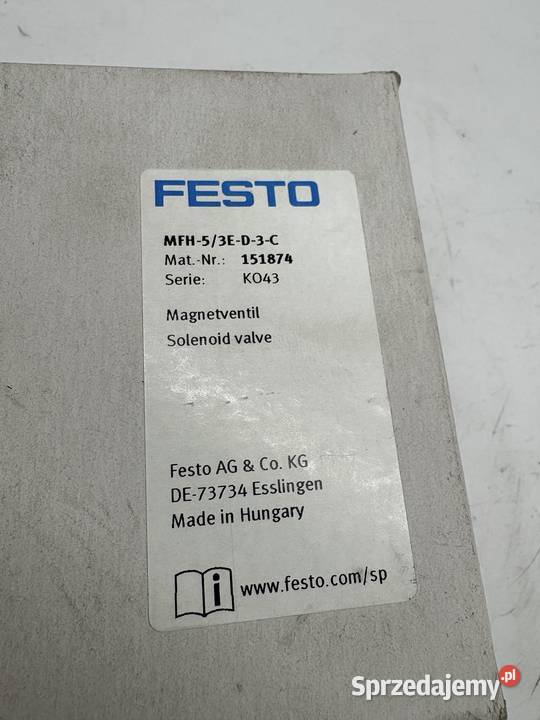 FESTO
MFH-5/3E-D-3-C
Mat.-Nr.: 151874
Serie: KO43
Magnetventil
Solenoid valve
Festo AG & Co. KG
DE-73734 Esslingen
Made in Hungary
i www.festo.com/sp
Sprzedajemy.pl